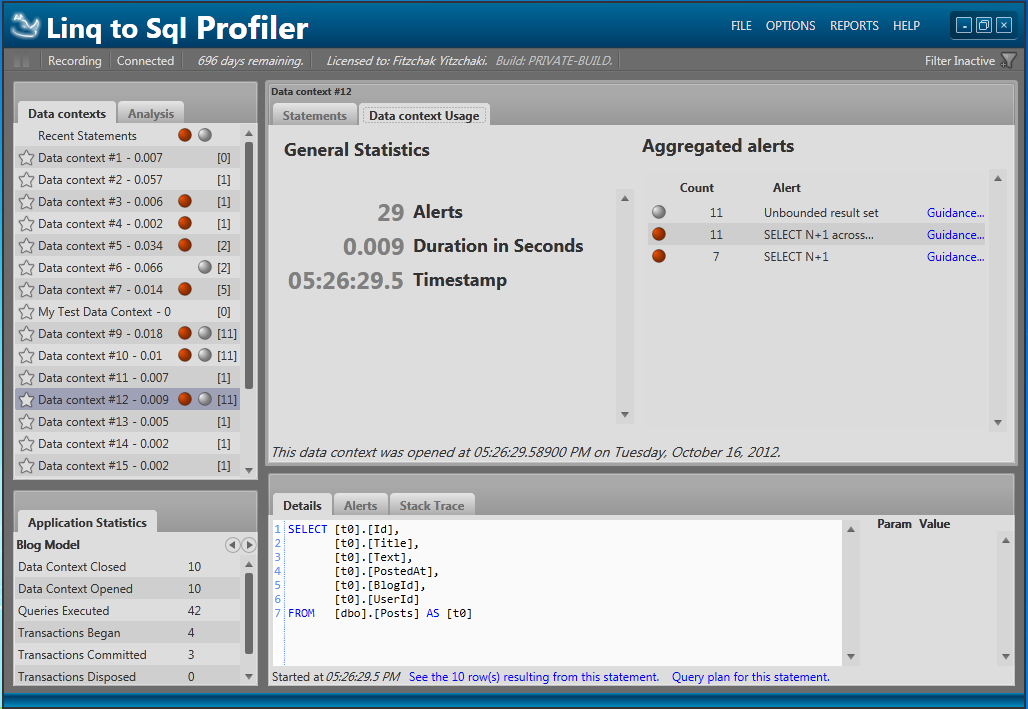 Linq to Sql Profiler
FILE OPTIONS REPORTS HELP
Recording Connected 696 days remaining. Licensed to: Fitzchak Yitzchaki. Build: PRIVATE-BUILD. Filter Inactive
Data contexts Analysis
Recent Statements
Data context #1 - 0.007 [0]
Data context #2 - 0.057 [1]
Data context #3 - 0.006 [1]
Data context #4 - 0.002 [1]
Data context #5 - 0.034 [2]
Data context #6 - 0.066 [2]
Data context #7 - 0.014 [5]
My Test Data Context - 0 [0]
Data context #9 - 0.018 [11]
Data context #10 - 0.01 [11]
Data context #11 - 0.007 [1]
Data context #12 - 0.009 [11]
Data context #13 - 0.005 [1]
Data context #14 - 0.002 [1]
Data context #15 - 0.002 [1]
Application Statistics
Blog Model
Data Context Closed 10
Data Context Opened 10
Queries Executed 42
Transactions Began 4
Transactions Committed 3
Transactions Disposed 0
Data context #12
Statements Data context Usage
General Statistics
29 Alerts
0.009 Duration in Seconds
05:26:29.5 Timestamp
Aggregated alerts
Count Alert
11 Unbounded result set Guidance...
11 SELECT N+1 across... Guidance...
7 SELECT N+1 Guidance...
This data context was opened at 05:26:29.58900 PM on Tuesday, October 16, 2012.
Details Alerts Stack Trace
1 SELECT [t0].[Id],
2 [t0].[Title],
3 [t0].[Text],
4 [t0].[PostedAt],
5 [t0].[BlogId],
6 [t0].[UserId]
7 FROM [dbo].[Posts] AS [t0]
Param Value
Started at 05:26:29.5 PM See the 10 row(s) resulting from this statement. Query plan for this statement.